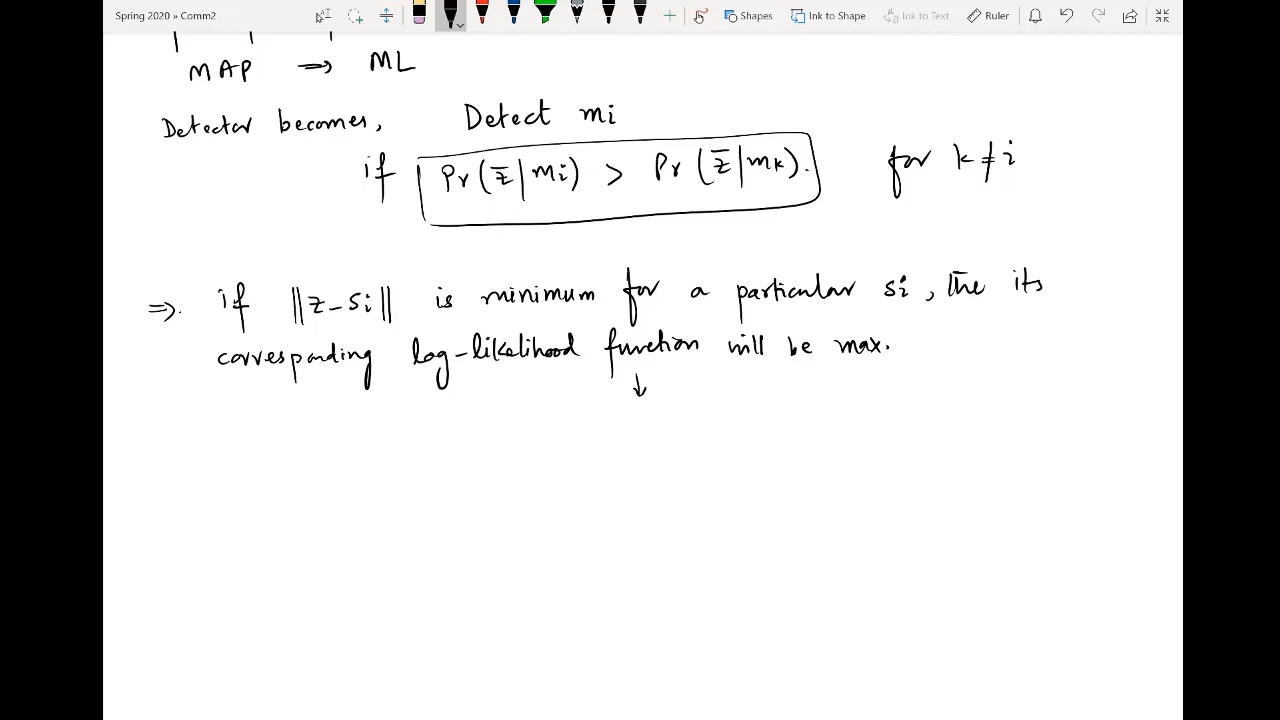 Spring 2020 » Comm2
Shapes
Ink to Shape
Ink to Text
Ruler
MAP ⇒ ML
Detector becomes, Detect mi
if Pr(z̅|mi) > Pr(z̅|mk). for k≠i
⇒. if ||z-si|| is minimum for a particular si, the its
corresponding log-likelihood function will be max.
↓